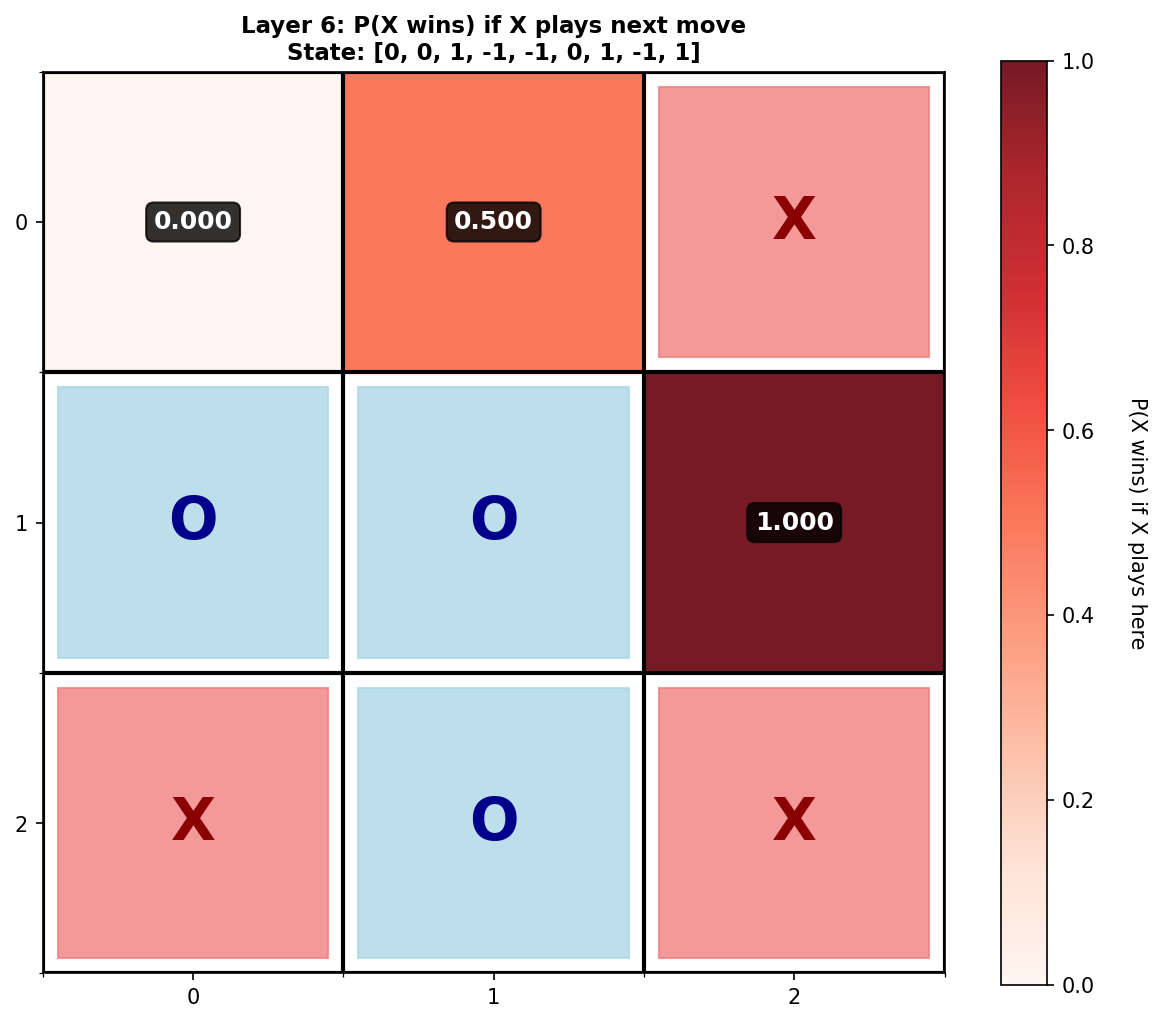 Layer 6: P(X wins) if X plays next move
State: [0, 0, 1, -1, -1, 0, 1, -1, 1]
0
0.000
0.500
X
1
O
O
1.000
2
X
O
X
0
1
2
1.0
0.8
0.6
0.4
0.2
0.0
P(X wins) if X plays here